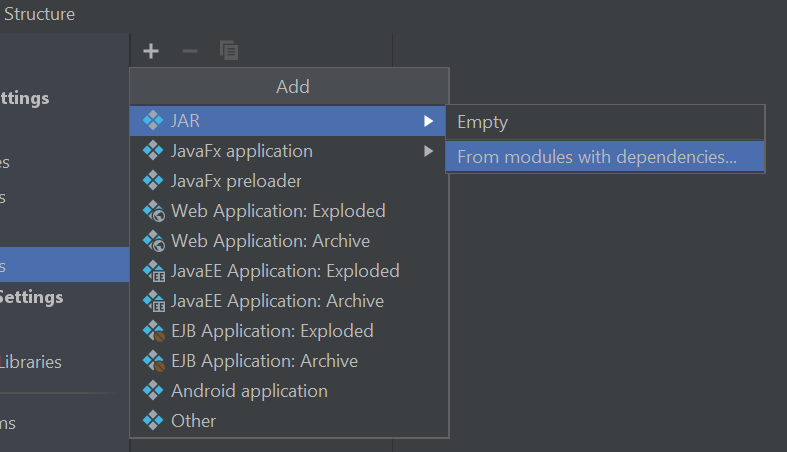 Structure
Add
ttings
JAR
Empty
JavaFx application
From modules with dependencies...
es
JavaFx preloader
s
Web Application: Exploded
Web Application: Archive
s
JavaEE Application: Exploded
Settings
JavaEE Application: Archive
EJB Application: Exploded
Libraries
EJB Application: Archive
Android application
ms
Other